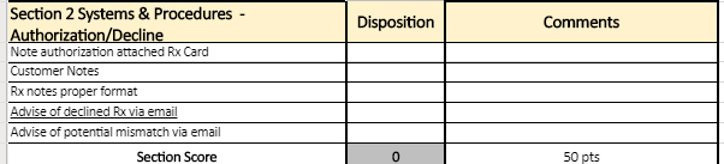 Section 2 Systems & Procedures -
Authorization/Decline
Disposition
Comments
Note authorization attached Rx Card
Customer Notes
Rx notes proper format
Advise of declined Rx via email
Advise of potential mismatch via email
Section Score 0 50 pts